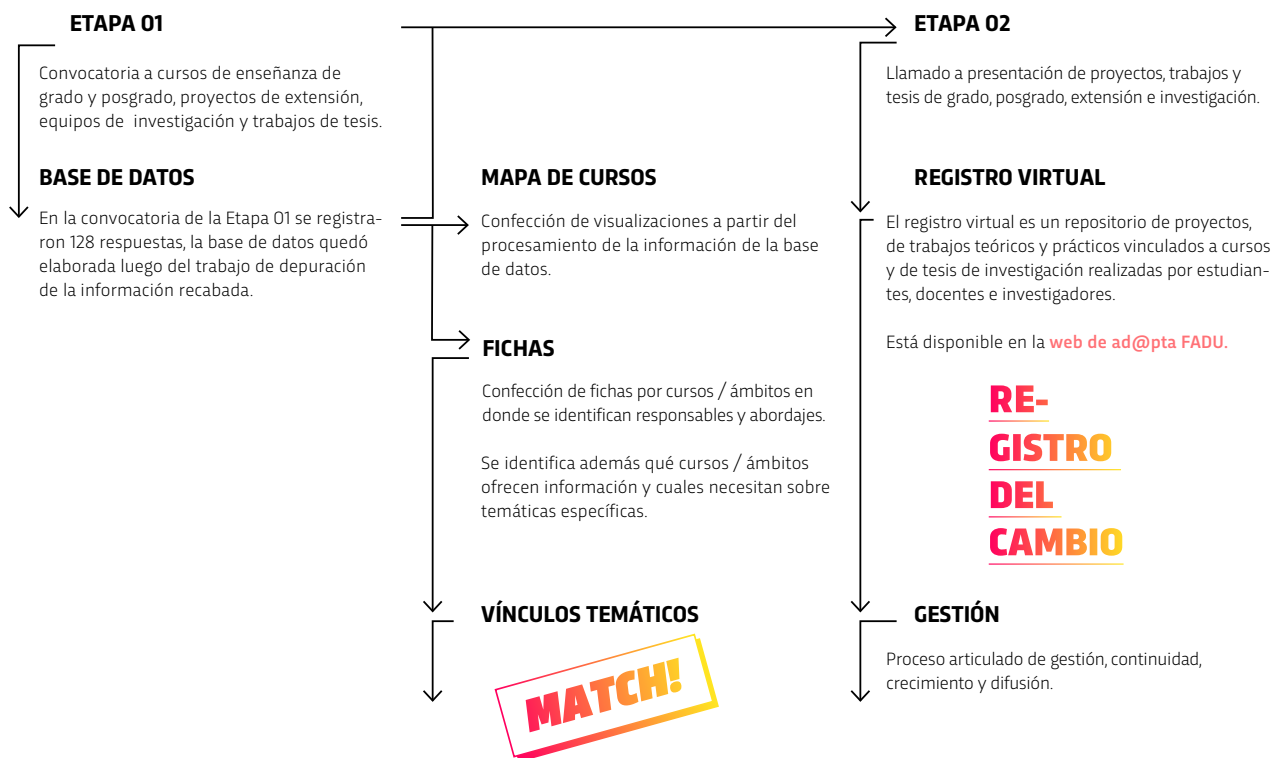 ETAPA 01
Convocatoria a cursos de enseñanza de
grado y posgrado, proyectos de extensión,
equipos de investigación y trabajos de tesis.
BASE DE DATOS
En la convocatoria de la Etapa 01 se registra-
ron 128 respuestas, la base de datos quedó
elaborada luego del trabajo de depuración
de la información recabada.
MAPA DE CURSOS
Confección de visualizaciones a partir del
procesamiento de la información de la base
de datos.
FICHAS
Confección de fichas por cursos / ámbitos en
donde se identifican responsables y abordajes.
Se identifica además qué cursos / ámbitos
ofrecen información y cuales necesitan sobre
temáticas específicas.
VÍNCULOS TEMÁTICOS
MATCH!
ETAPA 02
Llamado a presentación de proyectos, trabajos y
tesis de grado, posgrado, extensión e investigación.
REGISTRO VIRTUAL
El registro virtual es un repositorio de proyectos,
de trabajos teóricos y prácticos vinculados a cursos
y de tesis de investigación realizadas por estudian-
tes, docentes e investigadores.
Está disponible en la web de ad@pta FADU.
RE-
GISTRO
DEL
CAMBIO
GESTIÓN
Proceso articulado de gestión, continuidad,
crecimiento y difusión.